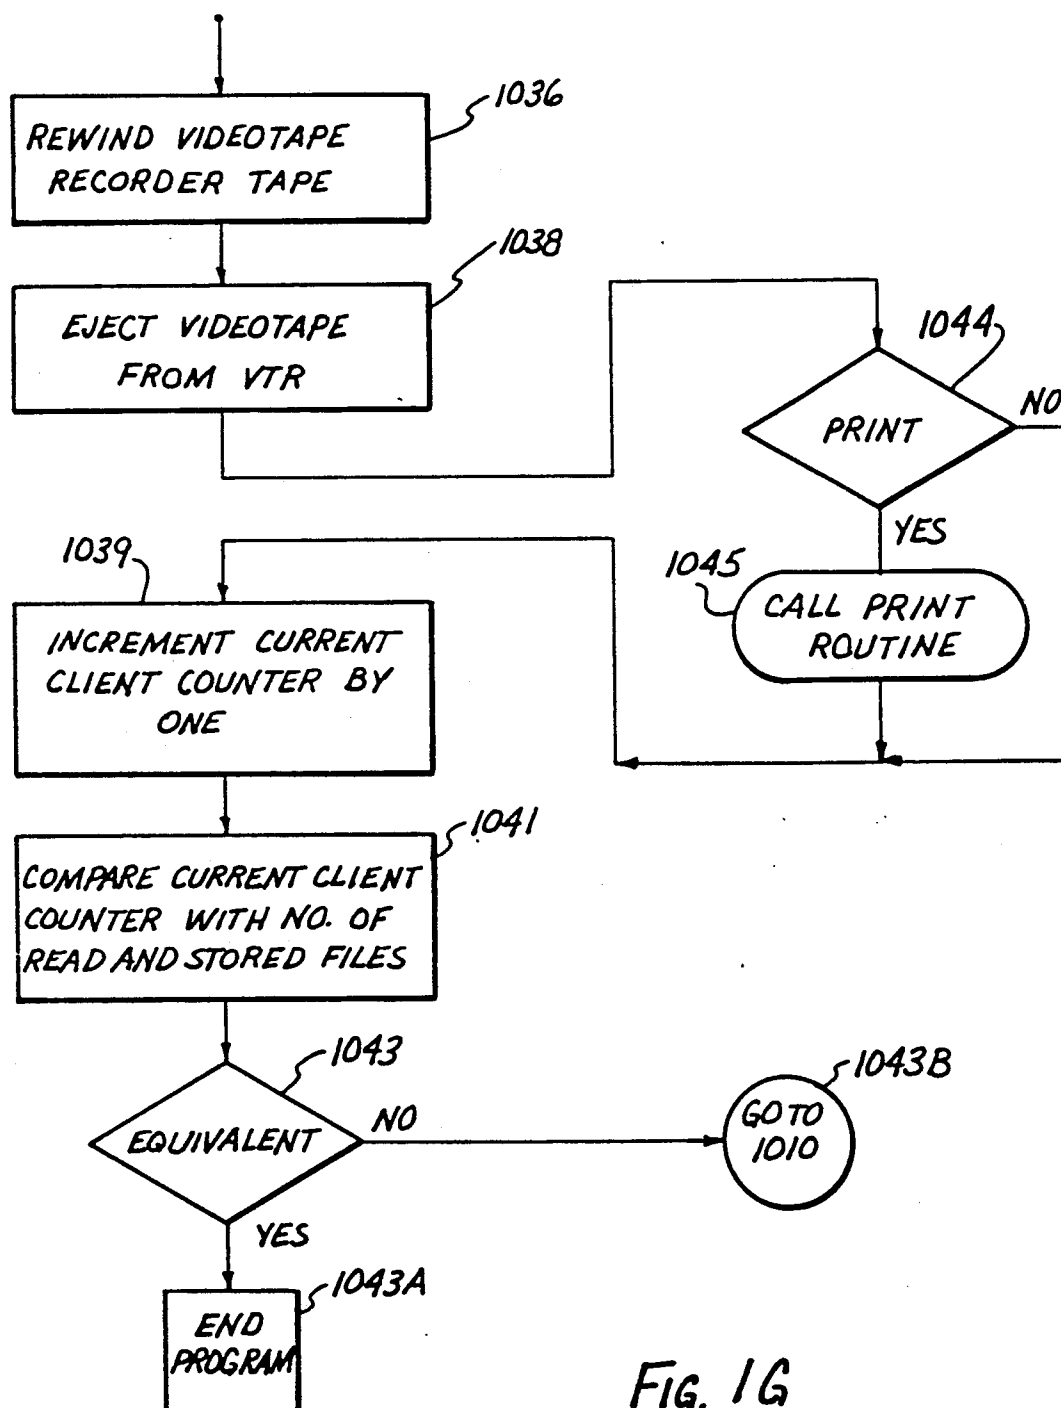 1036
REWIND VIDEOTAPE
RECORDER TAPE
1038
EJECT VIDEOTAPE
FROM VTR
1044
PRINT
NO
YES
1045
CALL PRINT
ROUTINE
1039
INCREMENT CURRENT
CLIENT COUNTER BY
ONE
1041
COMPARE CURRENT CLIENT
COUNTER WITH NO. OF
READ AND STORED FILES
1043
EQUIVALENT
NO
1043B
GO TO
1010
YES
1043A
END
PROGRAM
FIG. 1G